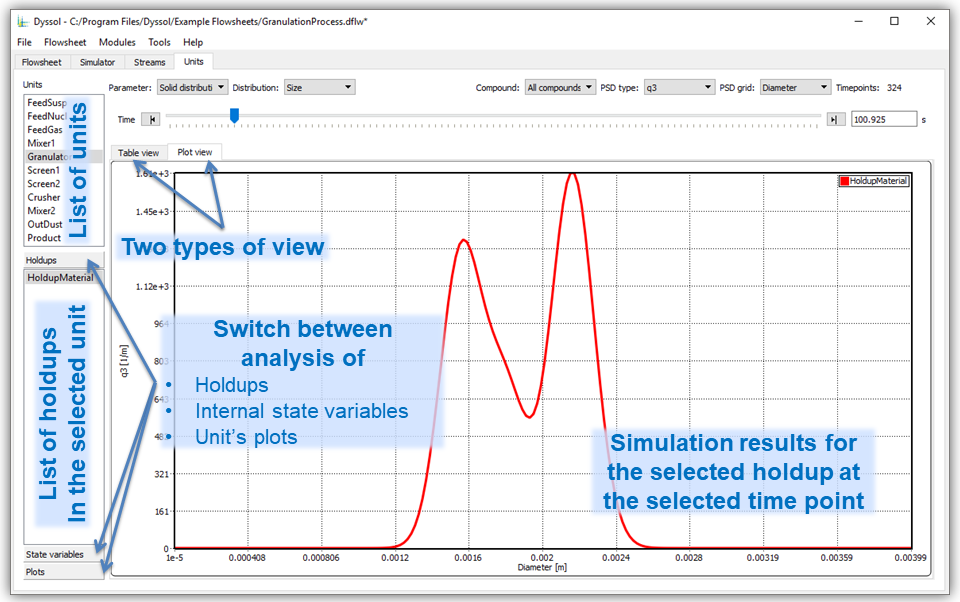 Dyssol - C:/Program Files/Dyssol/Example Flowsheets/GranulationProcess.dflw*
File Flowsheet Modules Tools Help
Flowsheet Simulator Streams Units
Units
Parameter: Solid distributi Distribution: Size Compound: All compounds PSD type: q3 PSD grid: Diameter Timepoints: 324
FeedSusp
FeedNucl
FeedGas
Mixer1
Granulator
Screen1
Screen2
Crusher
Mixer2
OutDust
Product
List of units
Time 100.925 s
Table view Plot view
Two types of view
Holdups
HoldupMaterial
List of holdups
In the selected unit
State variables
Plots
HoldupMaterial
1.61e+3
1.45e+3
1.12e+3
964
803
643
48
321
161
0
q3 [1/m]
Switch between
analysis of
• Holdups
• Internal state variables
• Unit's plots
Simulation results for
the selected holdup at
the selected time point
1e-5 0.000408 0.000806 0.0012 0.0016 0.002 0.0024 0.0028 0.00319 0.00359 0.00399
Diameter [m]